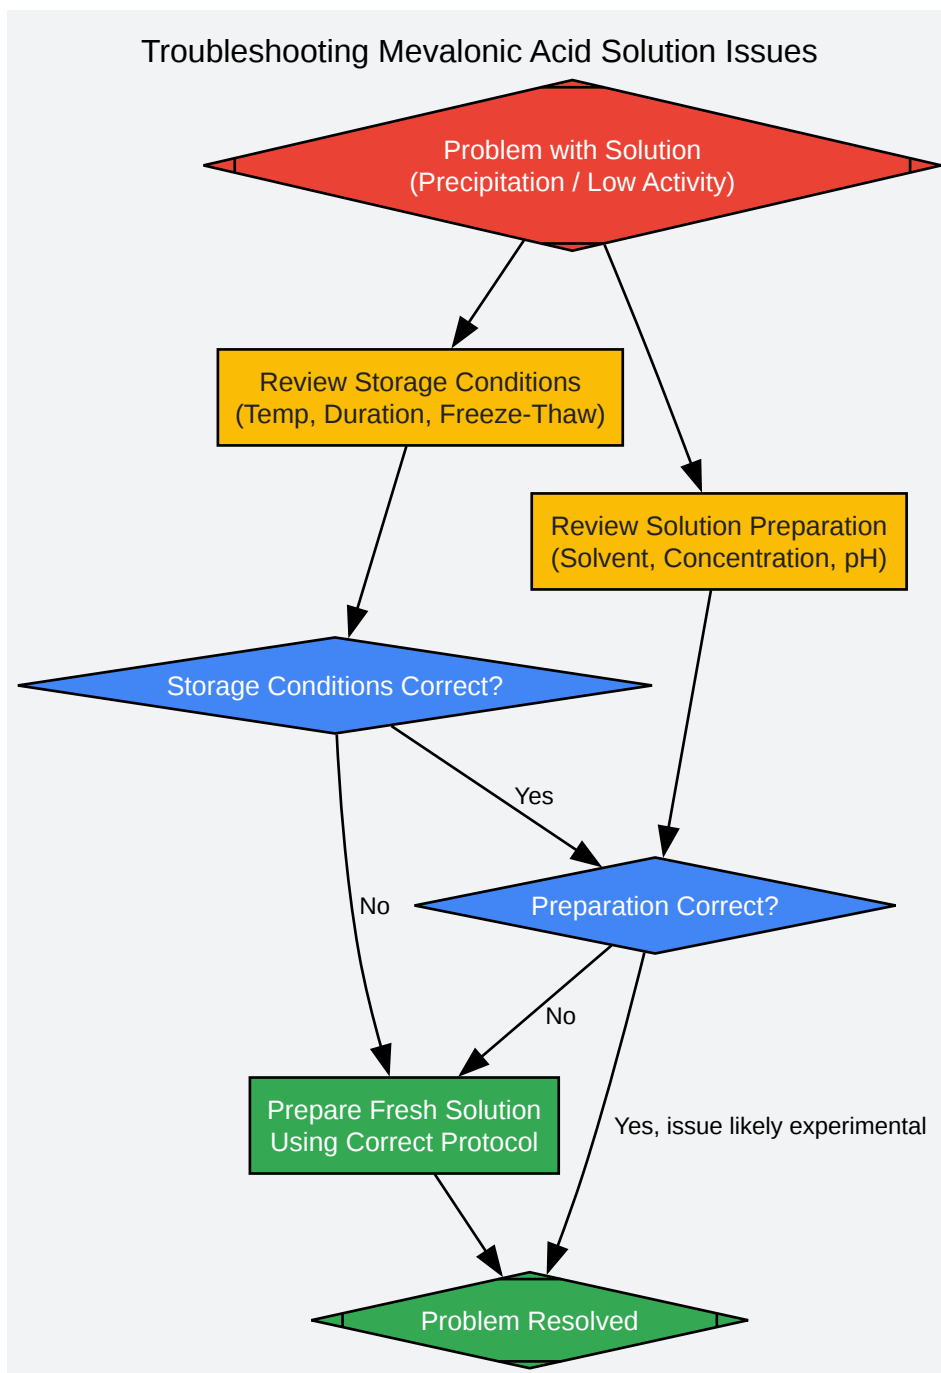 Troubleshooting Mevalonic Acid Solution Issues
Problem with Solution
(Precipitation / Low Activity)
Review Storage Conditions
(Temp, Duration, Freeze-Thaw)
Review Solution Preparation
(Solvent, Concentration, pH)
Storage Conditions Correct?
Yes
No
Preparation Correct?
No
Prepare Fresh Solution
Using Correct Protocol
Yes, issue likely experimental
Problem Resolved